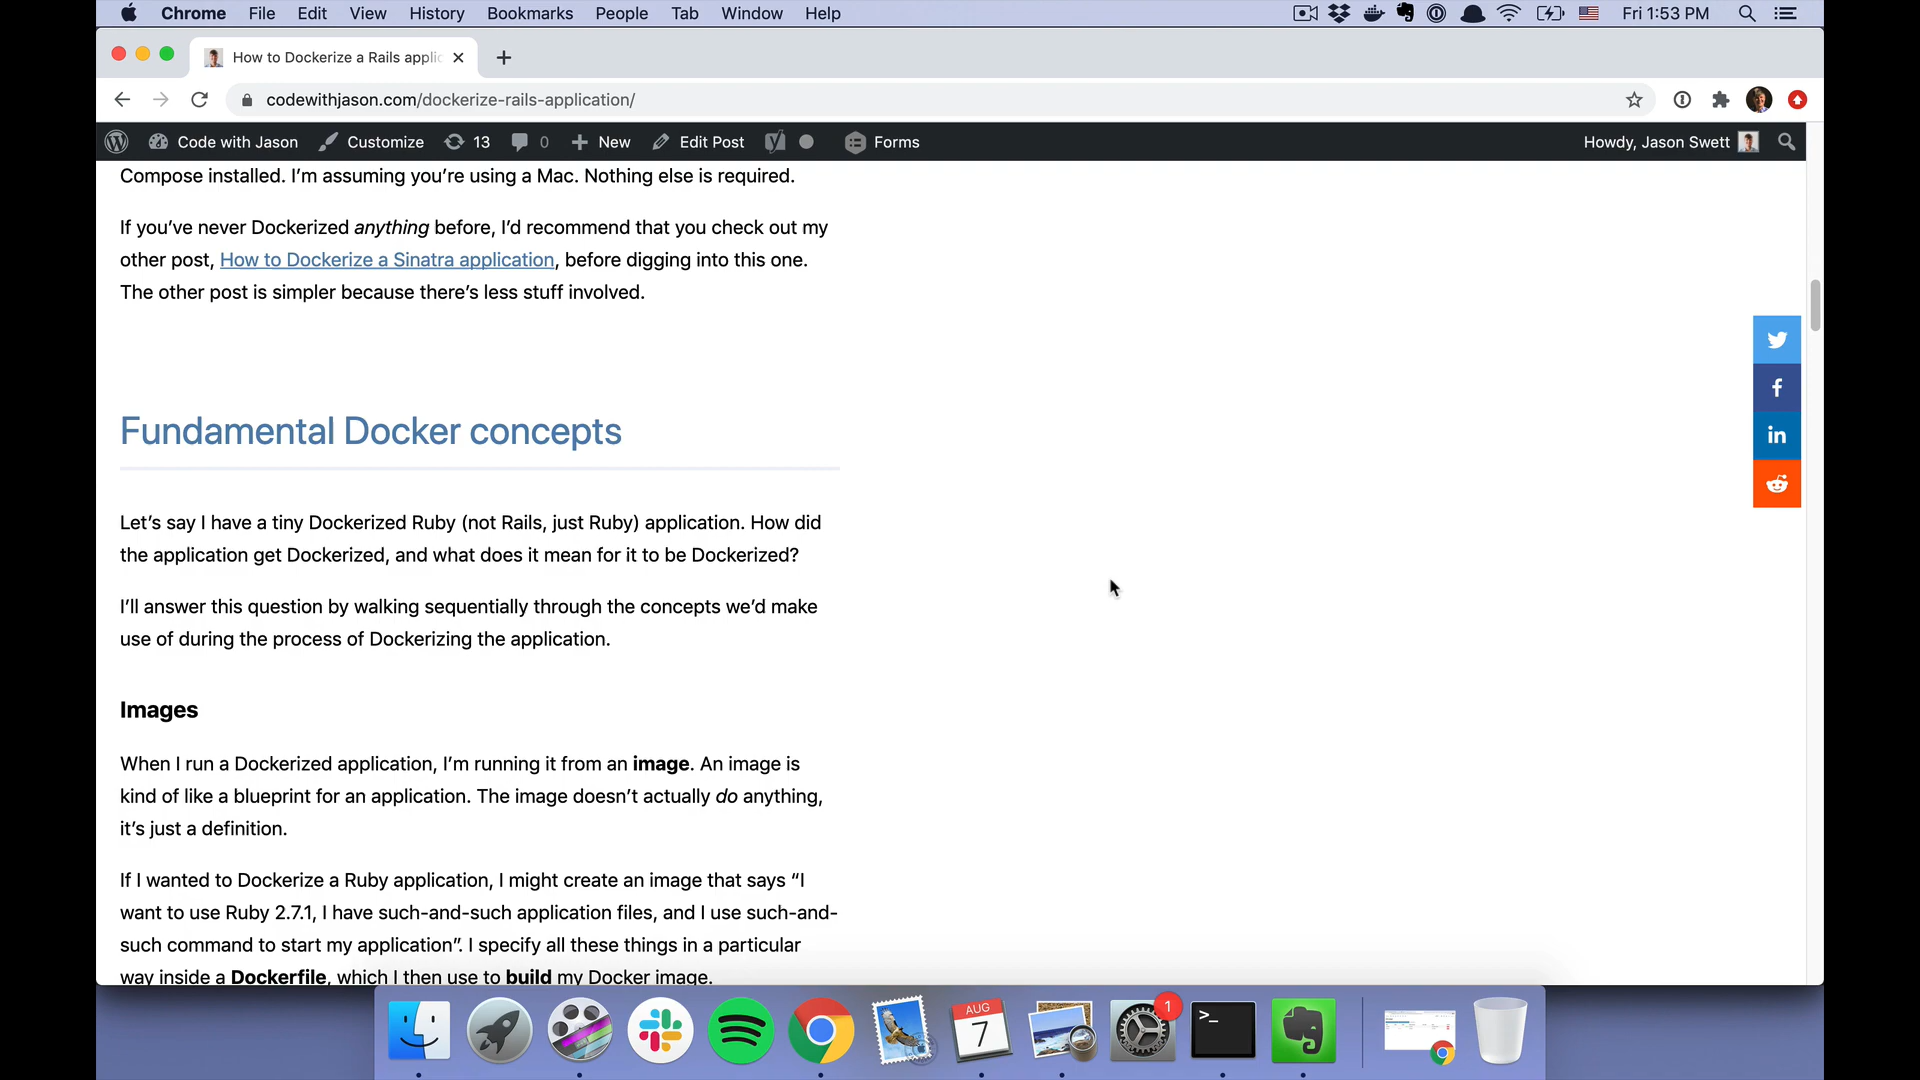 Chrome File Edit View History Bookmarks People Tab Window Help Fri 1:53 PM
How to Dockerize a Rails applic
codewithjason.com/dockerize-rails-application/
Code with Jason Customize 13 0 New Edit Post Forms Howdy, Jason Swett
Compose installed. I’m assuming you’re using a Mac. Nothing else is required.
If you’ve never Dockerized anything before, I’d recommend that you check out my
other post, How to Dockerize a Sinatra application, before digging into this one.
The other post is simpler because there’s less stuff involved.
f
in
Fundamental Docker concepts
Let’s say I have a tiny Dockerized Ruby (not Rails, just Ruby) application. How did
the application get Dockerized, and what does it mean for it to be Dockerized?
I’ll answer this question by walking sequentially through the concepts we’d make
use of during the process of Dockerizing the application.
Images
When I run a Dockerized application, I’m running it from an image. An image is
kind of like a blueprint for an application. The image doesn’t actually do anything,
it’s just a definition.
If I wanted to Dockerize a Ruby application, I might create an image that says “I
want to use Ruby 2.7.1, I have such-and-such application files, and I use such-and-
such command to start my application”. I specify all these things in a particular
way inside a Dockerfile, which I then use to build my Docker image.
AUG
7
1
>_